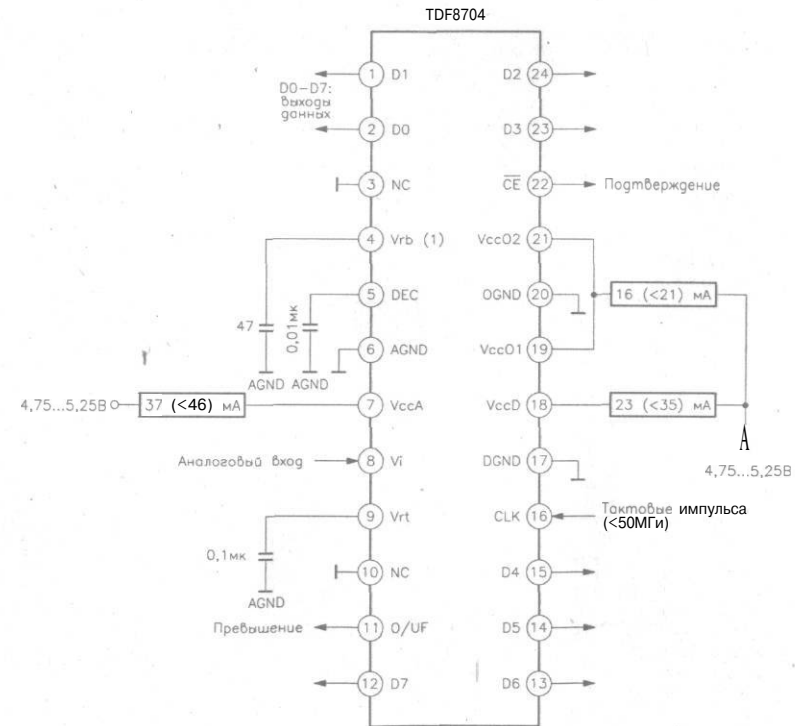 TDF8704
1 D1
D2 24
D0–D7:
выходы
данных
2 D0
D3 23
3 NC
CE 22
Подтверждение
4 Vrb (1)
VccO2 21
5 DEC
OGND 20
16 (<21) мА
47
0,01мк
6 AGND
VccO1 19
AGND AGND
4,75...5,25В
37 (<46) мА
7 VccA
VccD 18
23 (<35) мА
Аналоговый вход
8 Vi
DGND 17
4,75...5,25В
9 Vrt
CLK 16
Тактовые импульса
(<50МГи)
0,1мк
10 NC
D4 15
AGND
Превышение
11 O/UF
D5 14
12 D7
D6 13